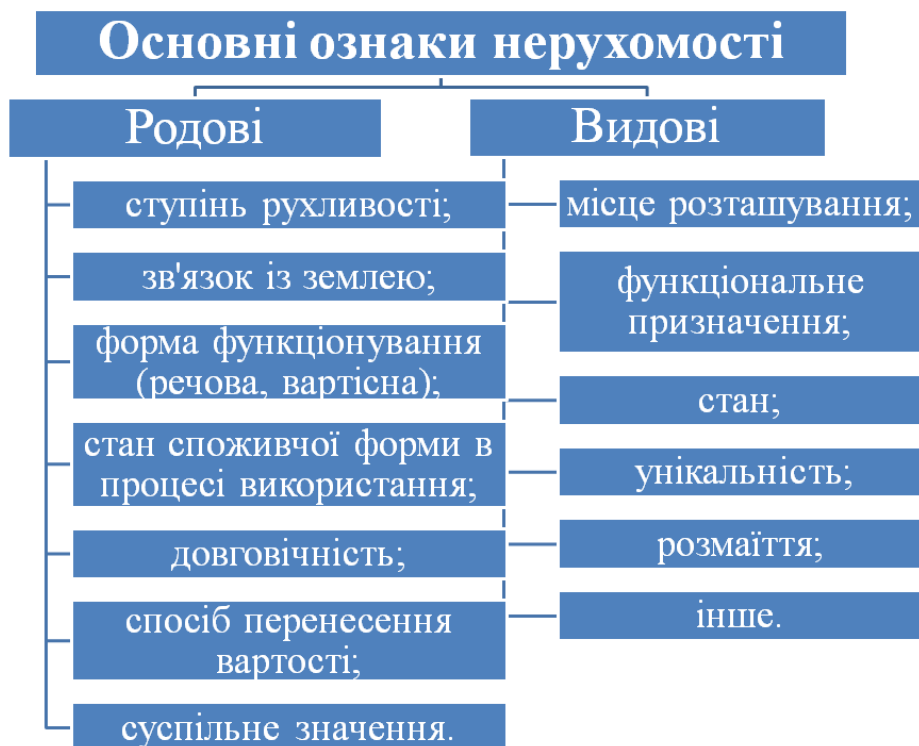 Основні ознаки нерухомості
Родові
ступінь рухливості;
зв'язок із землею;
форма функціонування
(речова, вартісна);
стан споживчої форми в
процесі використання;
довговічність;
спосіб перенесення
вартості;
суспільне значення.
Видові
місце розташування;
функціональне
призначення;
стан;
унікальність;
розмаїття;
інше.